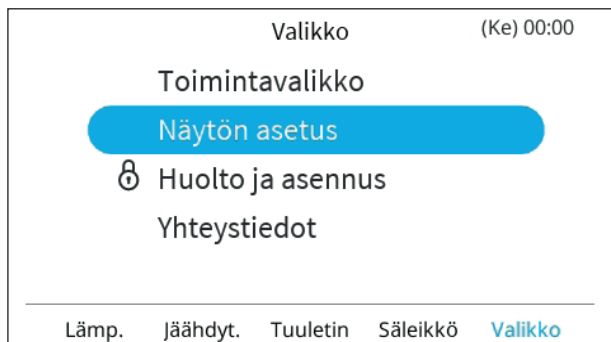 Valikko (Ke) 00:00
Toimintavalikko
Näytön asetus
Huolto ja asennus
Yhteystiedot
Lämp. Jäähdyt. Tuuletin Säleikkö Valikko